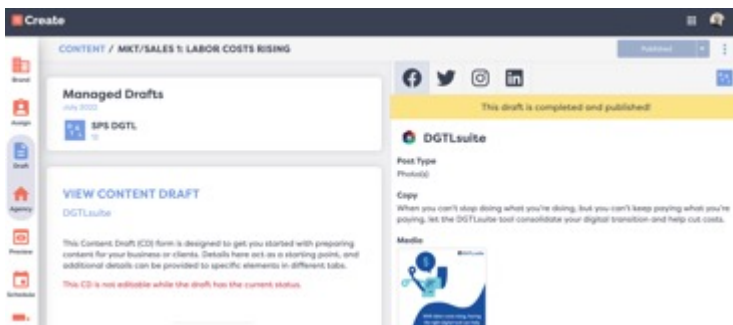 Create
CONTENT / MKT/SALES 1: LABOR COSTS RISING
Published
Brand
Assign
Draft
Agency
Preview
Schedule
Managed Drafts
July 2022
SPS DGTL
VIEW CONTENT DRAFT
DGTLsuite
This Content Draft (CD) form is designed to get you started with preparing
content for your business or clients. Details here act as a starting point, and
additional details can be provided to specific elements in different tabs.
This CD is not editable while the draft has the current status.
This draft is completed and published!
DGTLsuite
Post Type
Photo(s)
Copy
When you can't stop doing what you're doing, but you can't keep paying what you're
paying, let the DGTLsuite tool consolidate your digital transition and help cut costs.
Media